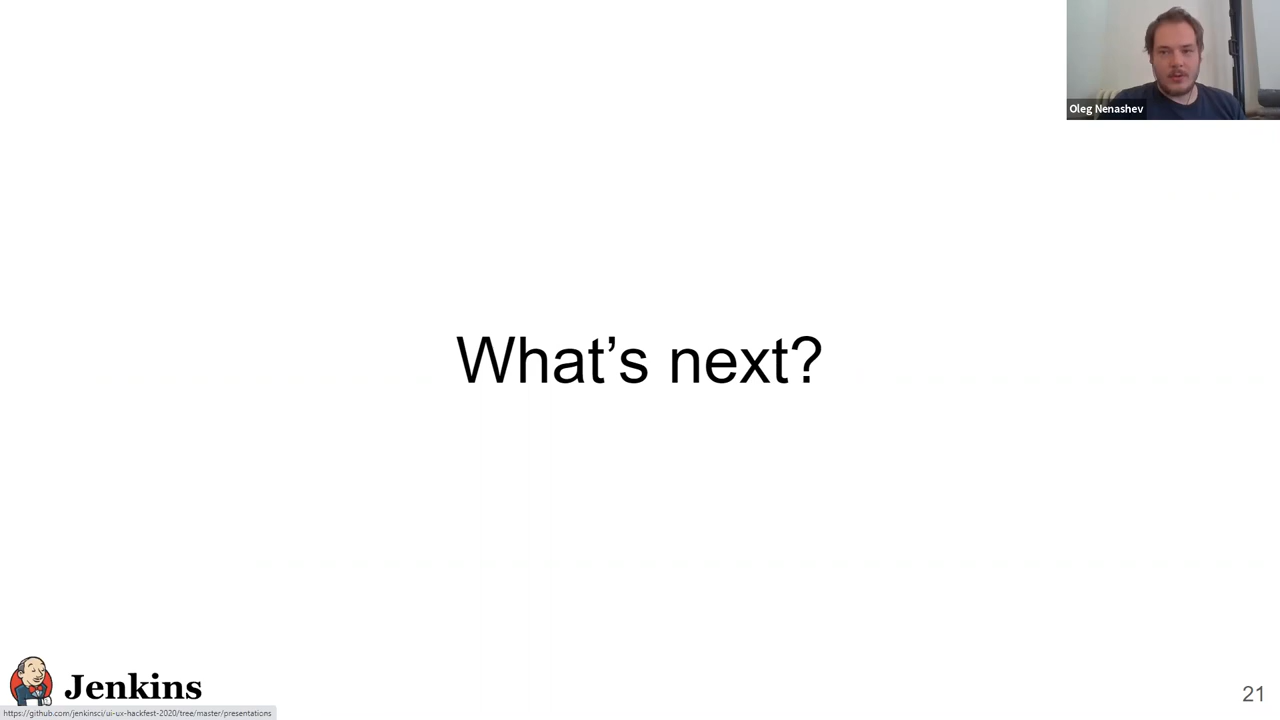 Oleg Nenashev
What's next?
Jenkins
21
https://github.com/jenkinsci/ui-ux-hackfest-2020/tree/master/presentations